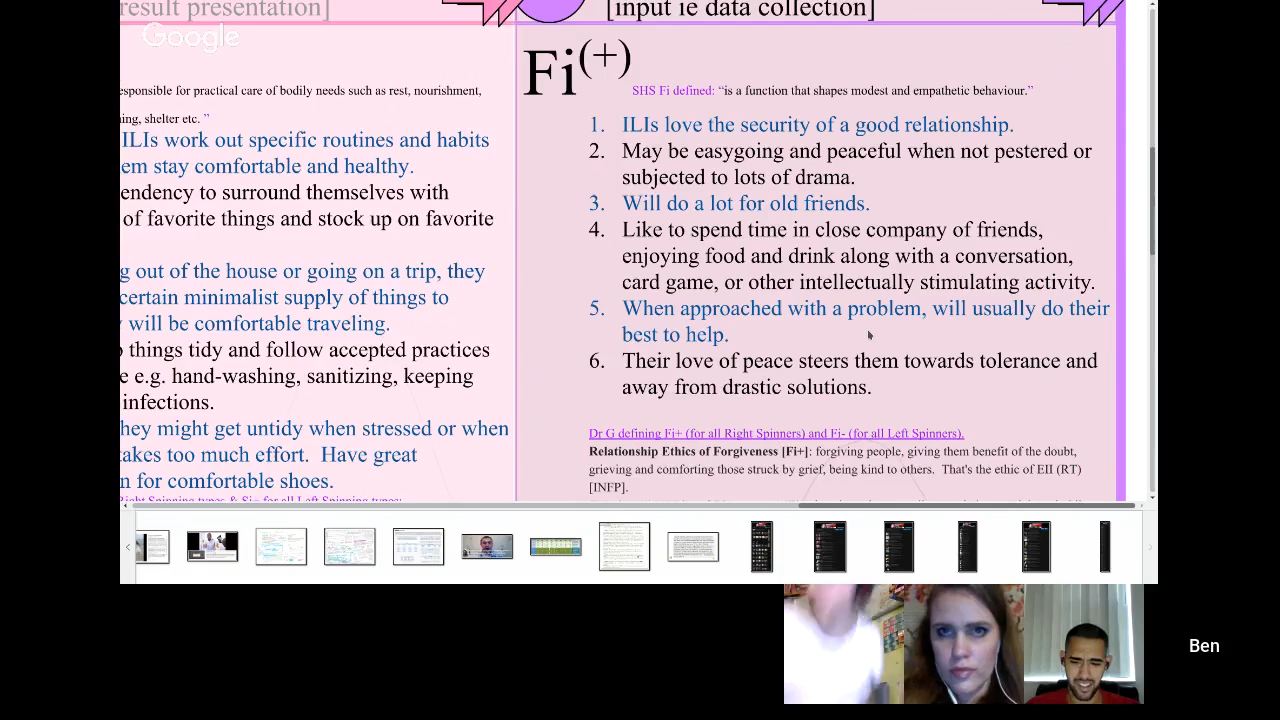 result presentation]
[input ie data collection]
Google
Fi(+)
SHS Fi defined: “is a function that shapes modest and empathetic behaviour.”
esponsible for practical care of bodily needs such as rest, nourishment,
ing, shelter etc. ”
ILIs work out specific routines and habits
em stay comfortable and healthy.
endency to surround themselves with
of favorite things and stock up on favorite
g out of the house or going on a trip, they
certain minimalist supply of things to
will be comfortable traveling.
things tidy and follow accepted practices
e e.g. hand-washing, sanitizing, keeping
infections.
hey might get untidy when stressed or when
takes too much effort. Have great
n for comfortable shoes.
Right Spinning types & Si+ for all Left Spinning types:
1. ILIs love the security of a good relationship.
2. May be easygoing and peaceful when not pestered or
subjected to lots of drama.
3. Will do a lot for old friends.
4. Like to spend time in close company of friends,
enjoying food and drink along with a conversation,
card game, or other intellectually stimulating activity.
5. When approached with a problem, will usually do their
best to help.
6. Their love of peace steers them towards tolerance and
away from drastic solutions.
Dr G defining Fi+ (for all Right Spinners) and Fi- (for all Left Spinners).
Relationship Ethics of Forgiveness [Fi+]: forgiving people, giving them benefit of the doubt,
grieving and comforting those struck by grief, being kind to others. That's the ethic of EII (RT)
[INFP].
Ben